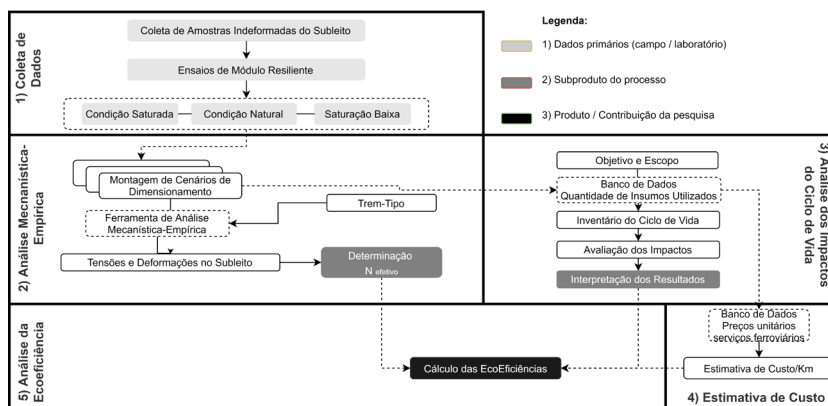 1) Coleta de
Dados
Coleta de Amostras Indeformadas do Subleito
Ensaios de Módulo Resiliente
Condição Saturada
Condição Natural
Saturação Baixa
Legenda:
1) Dados primários (campo / laboratório)
2) Subproduto do processo
3) Produto / Contribuição da pesquisa
2) Análise Mecnanística-
Empírica
Montagem de Cenários de
Dimensionamento
Ferramenta de Análise
Mecanística-Empírica
Trem-Tipo
Tensões e Deformações no Subleito
Determinação
N efetivo
3) Análise dos impactos
do Ciclo de Vida
Objetivo e Escopo
Banco de Dados
Quantidade de Insumos Utilizados
Inventário do Ciclo de Vida
Avaliação dos Impactos
Interpretação dos Resultados
5) Análise da
Ecoeficiência
Cálculo das EcoEficiências
Banco de Dados
Preços unitários
serviços ferroviários
Estimativa de Custo/Km
4) Estimativa de Custo